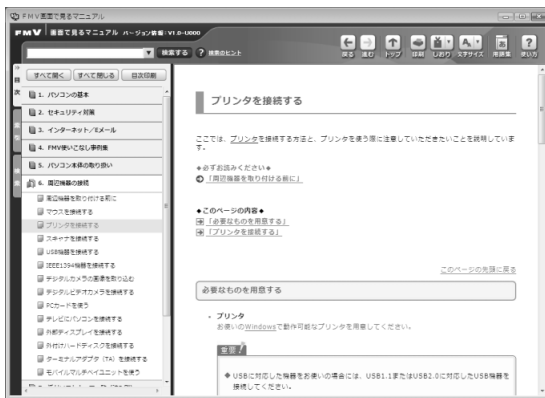 FMV画面で見るマニュアル
FMV 画面で見るマニュアル バージョン情報:V1.0-U000
検索する ? 検索のヒント
戻る 進む トップ 印刷 しおり 文字サイズ 用語集 使い方
目次
すべて開く すべて閉じる 目次印刷
1. パソコンの基本
2. セキュリティ対策
3. インターネット/Eメール
4. FMV使いこなし事例集
5. パソコン本体の取り扱い
6. 周辺機器の接続
周辺機器を取り付ける前に
マウスを接続する
プリンタを接続する
スキャナを接続する
USB機器を接続する
IEEE1394機器を接続する
デジタルカメラの画像を取り込む
デジタルビデオカメラを接続する
PCカードを使う
テレビにパソコンを接続する
外部ディスプレイを接続する
外付けハードディスクを接続する
ターミナルアダプタ(TA)を接続する
モバイルマルチベイユニットを使う
プリンタを接続する
ここでは、プリンタを接続する方法と、プリンタを使う際に注意していただきたいことを説明していま
す。
◆必ずお読みください◆
「周辺機器を取り付ける前に」
◆このページの内容◆
「必要なものを用意する」
「プリンタを接続する」
このページの先頭に戻る
必要なものを用意する
・ プリンタ
お使いのWindowsで動作可能なプリンタを用意してください。
重要!
◆ USBに対応した機器をお使いの場合には、USB1.1またはUSB2.0に対応したUSB機器を
接続してください。